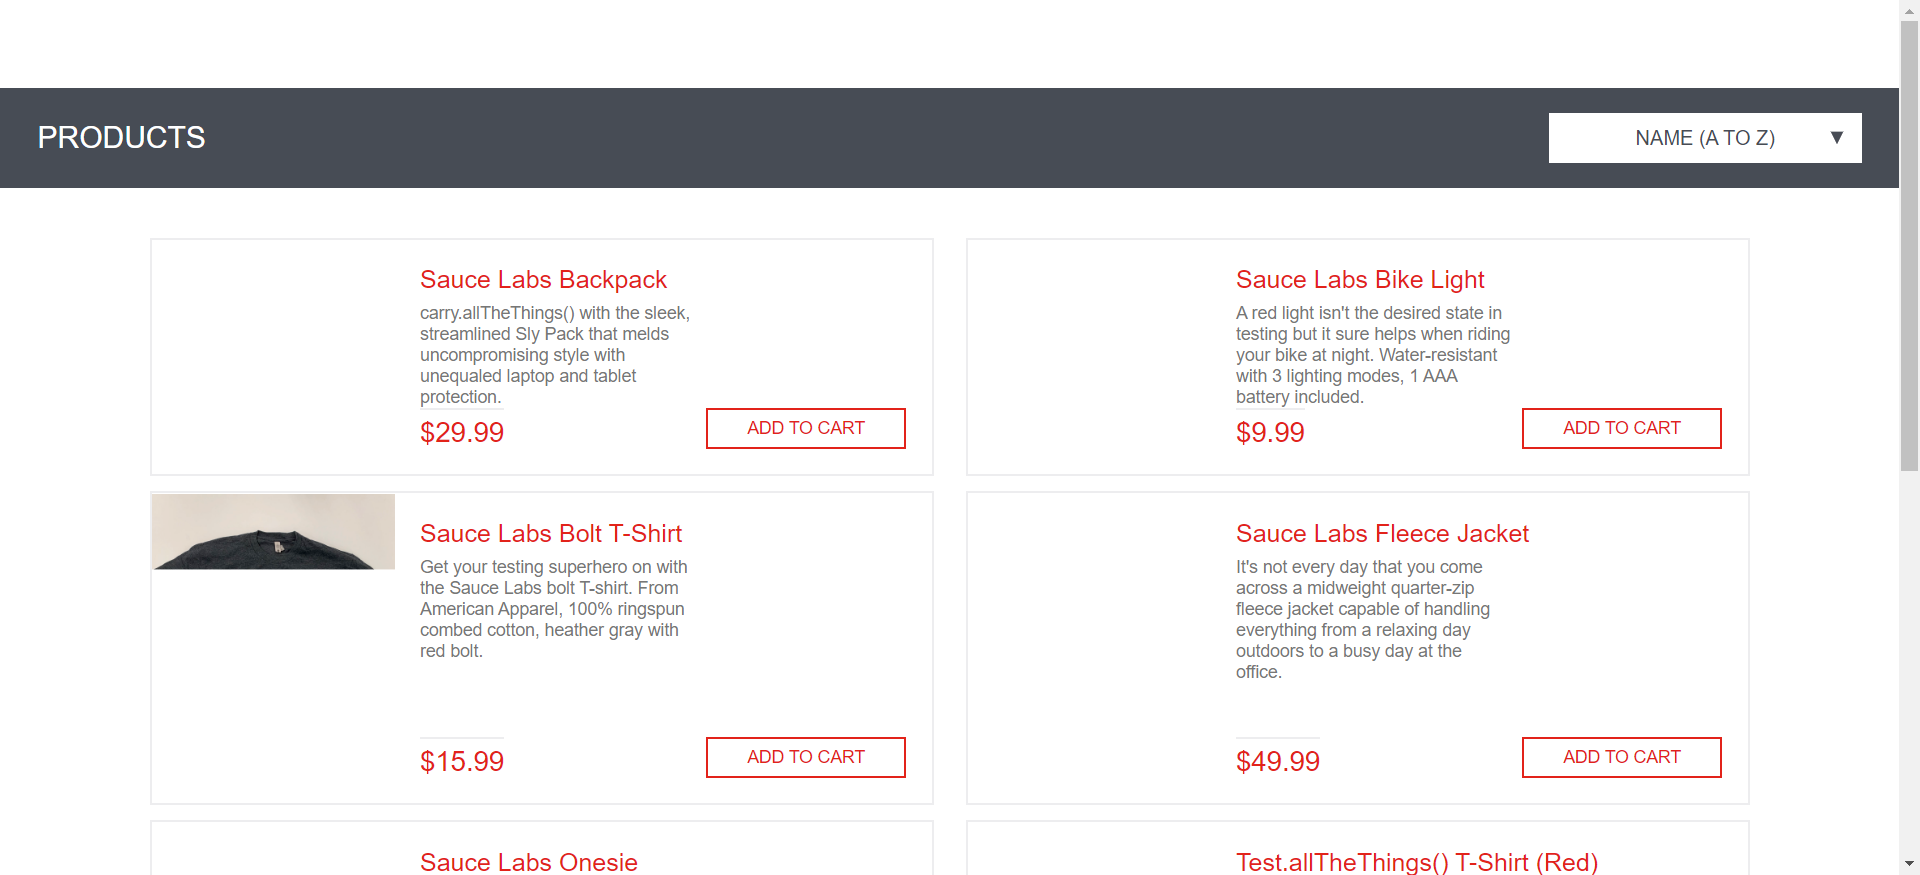 PRODUCTS
NAME (A TO Z)
Sauce Labs Backpack
carry.allTheThings() with the sleek,
streamlined Sly Pack that melds
uncompromising style with
unequaled laptop and tablet
protection.
$29.99
ADD TO CART
Sauce Labs Bike Light
A red light isn't the desired state in
testing but it sure helps when riding
your bike at night. Water-resistant
with 3 lighting modes, 1 AAA
battery included.
$9.99
ADD TO CART
Sauce Labs Bolt T-Shirt
Get your testing superhero on with
the Sauce Labs bolt T-shirt. From
American Apparel, 100% ringspun
combed cotton, heather gray with
red bolt.
$15.99
ADD TO CART
Sauce Labs Fleece Jacket
It's not every day that you come
across a midweight quarter-zip
fleece jacket capable of handling
everything from a relaxing day
outdoors to a busy day at the
office.
$49.99
ADD TO CART
Sauce Labs Onesie
Test.allTheThings() T-Shirt (Red)